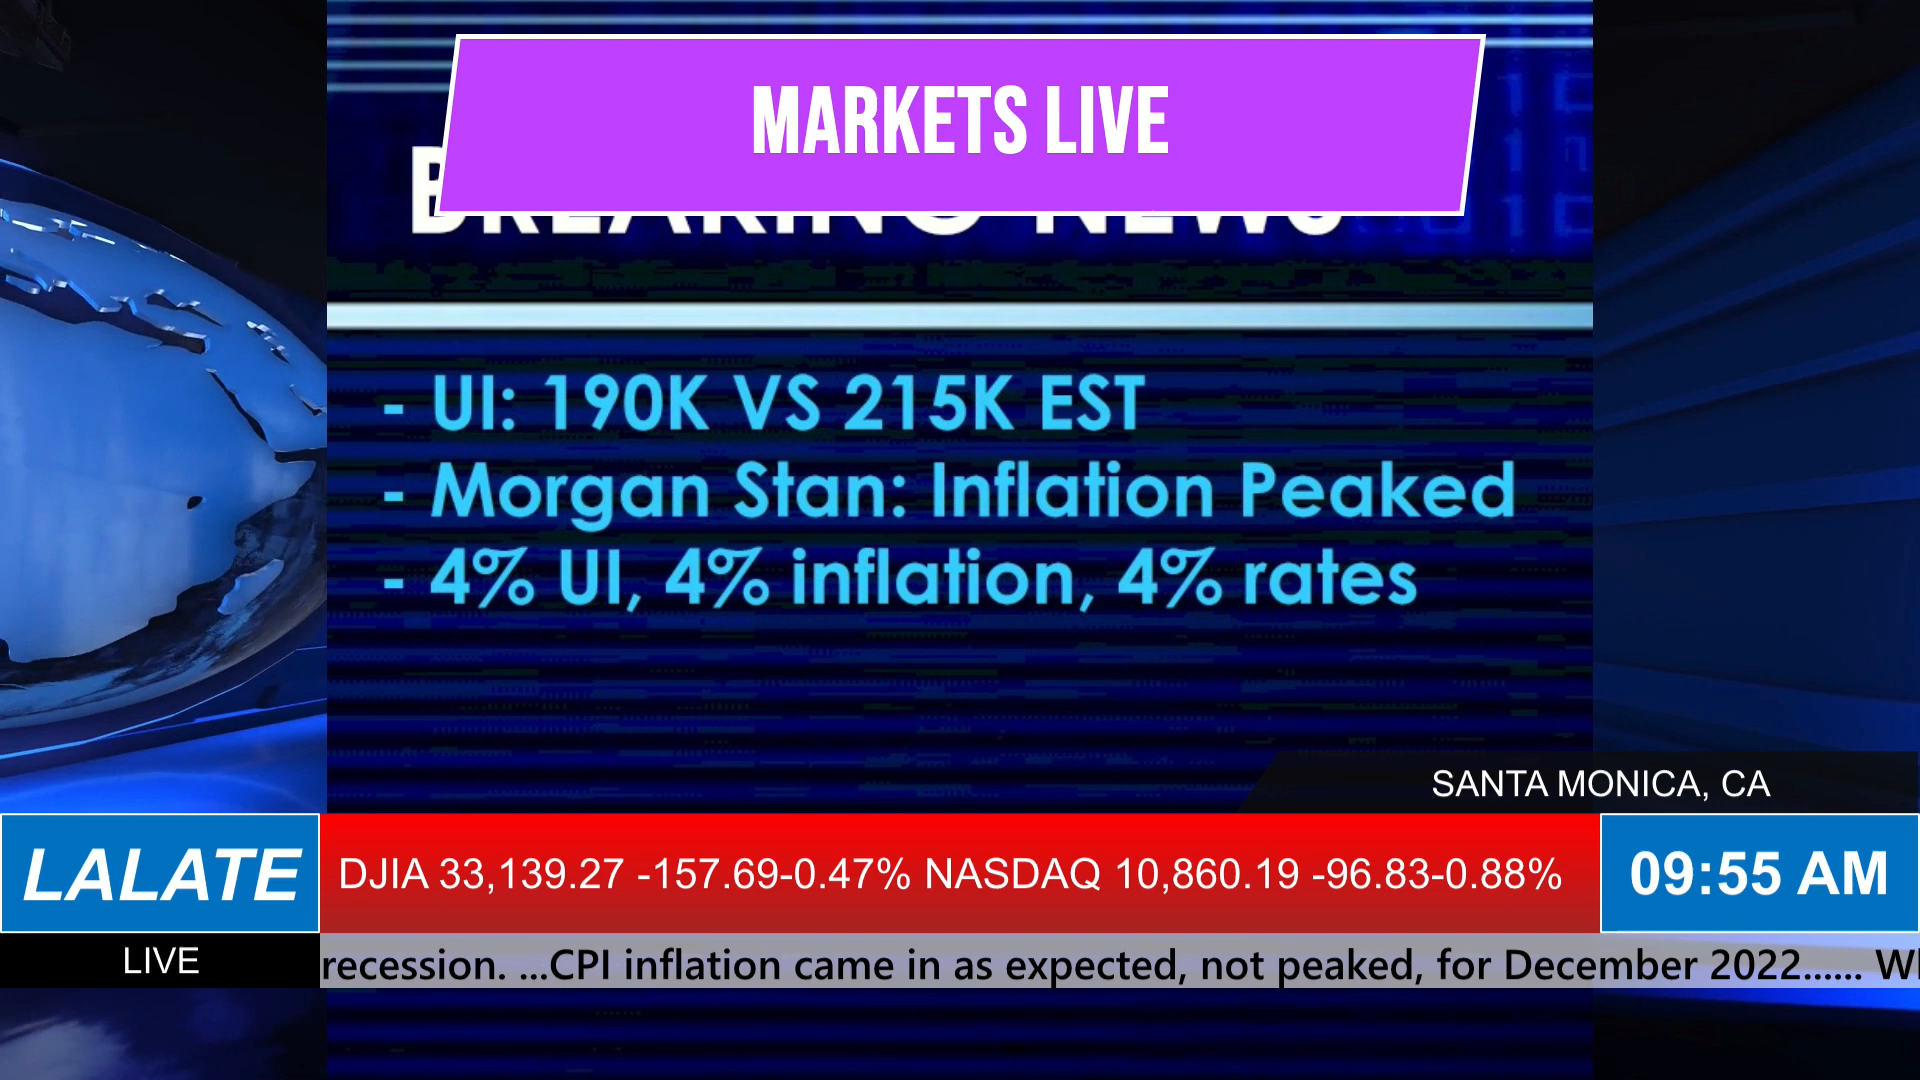 MARKETS LIVE
BREAKING NEWS
- UI: 190K VS 215K EST
- Morgan Stan: Inflation Peaked
- 4% UI, 4% inflation, 4% rates
SANTA MONICA, CA
LALATE
DJIA 33,139.27 -157.69-0.47% NASDAQ 10,860.19 -96.83-0.88%
09:55 AM
LIVE
recession. ...CPI inflation came in as expected, not peaked, for December 2022......